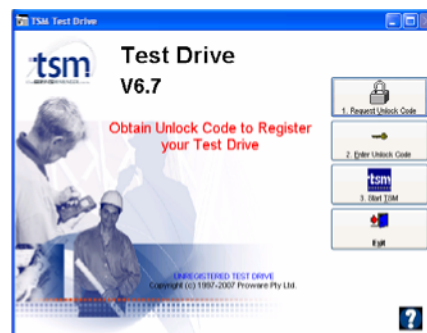 TSM Test Drive
tsm
Test Drive
V6.7
Obtain Unlock Code to Register
your Test Drive
1. Request Unlock Code
2. Enter Unlock Code
tsm
3. Start TSM
Exit
UNREGISTERED TEST DRIVE
Copyright (c) 1997-2007 Proware Pty Ltd.
?